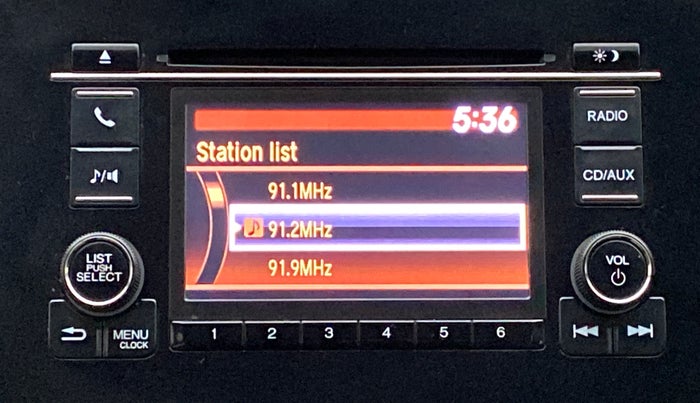 5:36
Station list
91.1MHz
91.2MHz
91.9MHz
RADIO
CD/AUX
LIST
PUSH
SELECT
VOL
MENU
CLOCK
1 2 3 4 5 6